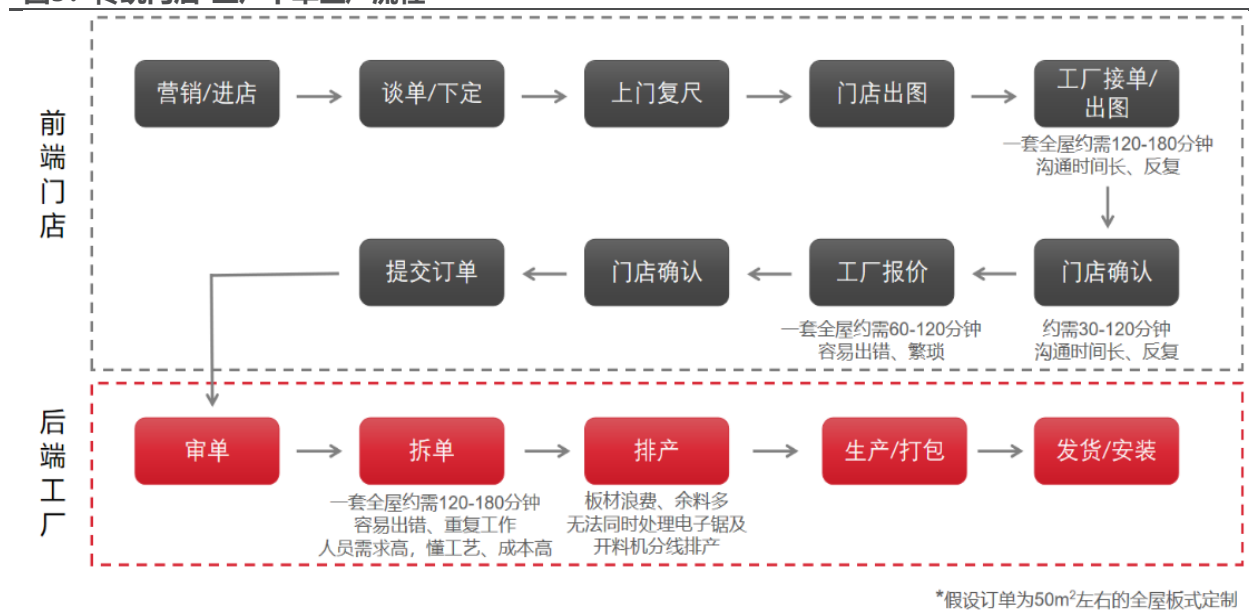 前端门店
营销/进店
谈单/下定
上门复尺
门店出图
工厂接单/
出图
一套全屋约需120-180分钟
沟通时间长、反复
提交订单
门店确认
工厂报价
门店确认
一套全屋约需60-120分钟
容易出错、繁琐
约需30-120分钟
沟通时间长、反复
后端工厂
审单
拆单
排产
生产/打包
发货/安装
一套全屋约需120-180分钟
容易出错、重复工作
人员需求高，懂工艺、成本高
板材浪费、余料多
无法同时处理电子锯及
开料机分线排产
*假设订单为50m²左右的全屋板式定制